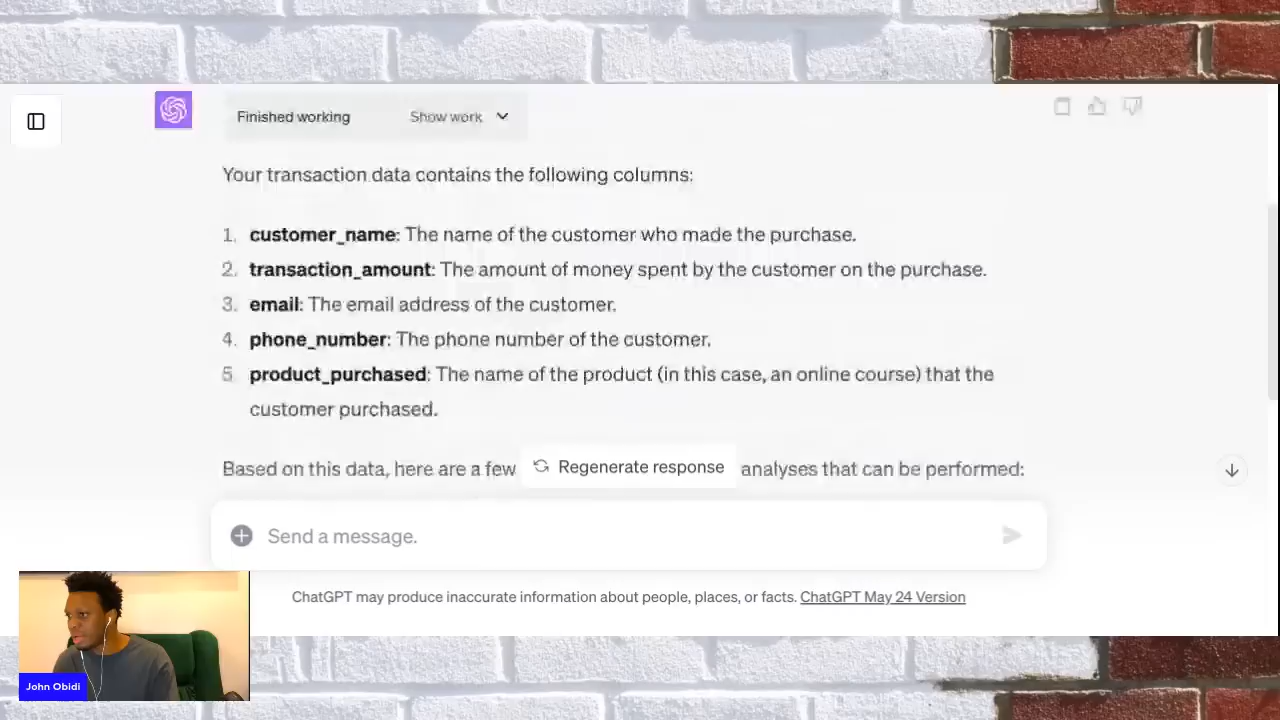 Finished working Show work
Your transaction data contains the following columns:
1. customer_name: The name of the customer who made the purchase.
2. transaction_amount: The amount of money spent by the customer on the purchase.
3. email: The email address of the customer.
4. phone_number: The phone number of the customer.
5 product_purchased: The name of the product (in this case, an online course) that the
customer purchased.
Based on this data, here are a few Regenerate response analyses that can be performed:
Send a message.
ChatGPT may produce inaccurate information about people, places, or facts. ChatGPT May 24 Version
John Obidi